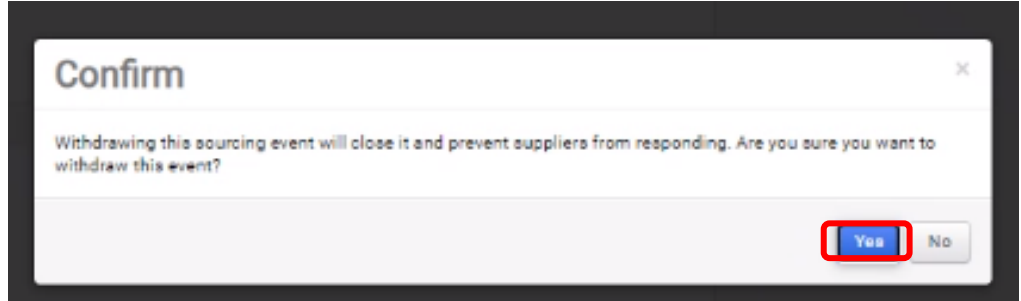 Confirm
×
Withdrawing this sourcing event will close it and prevent suppliers from responding. Are you sure you want to
withdraw this event?
Yes No